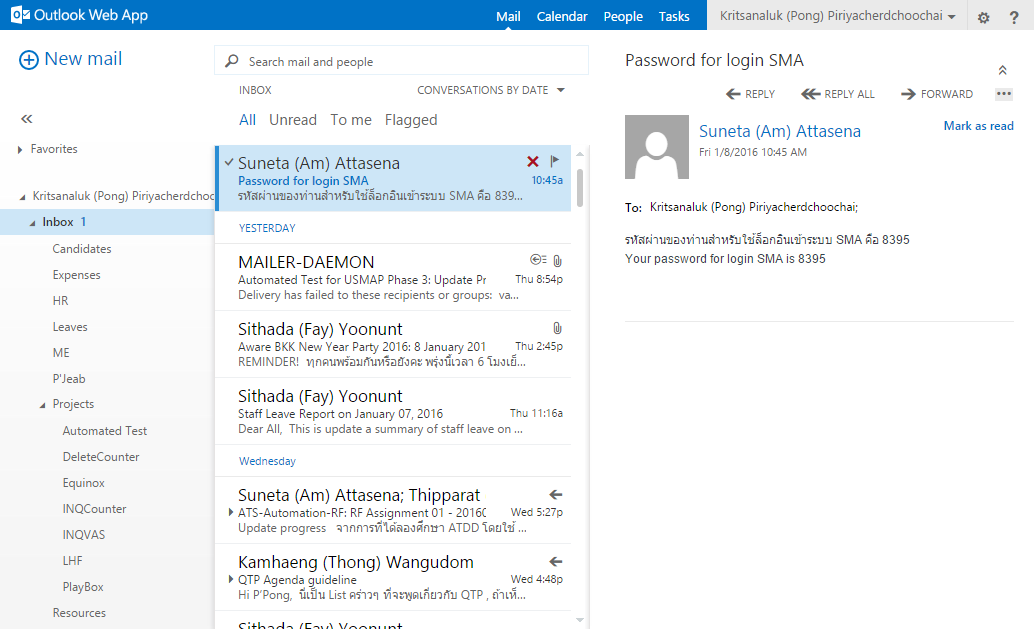 Outlook Web App
Mail Calendar People Tasks Kritsanaluk (Pong) Piriyacherdchoochai ?
New mail
Favorites
Kritsanaluk (Pong) Piriyacherdchoc
Inbox 1
Candidates
Expenses
HR
Leaves
ME
P'Jeab
Projects
Automated Test
DeleteCounter
Equinox
INQCounter
INQVAS
LHF
PlayBox
Resources
Search mail and people
INBOX CONVERSATIONS BY DATE
All Unread To me Flagged
Suneta (Am) Attasena
Password for login SMA 10:45a
รหัสผ่านของท่านสำหรับใช้ล็อกอินเข้าระบบ SMA คือ 839...
YESTERDAY
MAILER-DAEMON
Automated Test for USMAP Phase 3: Update Pr Thu 8:54p
Delivery has failed to these recipients or groups: va...
Sithada (Fay) Yoonunt
Aware BKK New Year Party 2016: 8 January 201 Thu 2:45p
REMINDER! ทุกคนพร้อมกันหรือยังคะ พรุ่งนี้เวลา 6 โมงเย็...
Sithada (Fay) Yoonunt
Staff Leave Report on January 07, 2016 Thu 11:16a
Dear All, This is update a summary of staff leave on ...
Wednesday
Suneta (Am) Attasena; Thipparat
ATS-Automation-RF: RF Assignment 01 - 20160 Wed 5:27p
Update progress จากการที่ได้ลองศึกษา ATDD โดยใช้ ...
Kamhaeng (Thong) Wangudom
QTP Agenda guideline Wed 4:48p
Hi P'Pong, นี่เป็น List คร่าวๆ ที่จะพูดเกี่ยวกับ QTP , ถ้าเห็...
Sithada (Fay) Yoonunt
Password for login SMA
REPLY REPLY ALL FORWARD
Suneta (Am) Attasena Mark as read
Fri 1/8/2016 10:45 AM
To: Kritsanaluk (Pong) Piriyacherdchoochai;
รหัสผ่านของท่านสำหรับใช้ล็อกอินเข้าระบบ SMA คือ 8395
Your password for login SMA is 8395